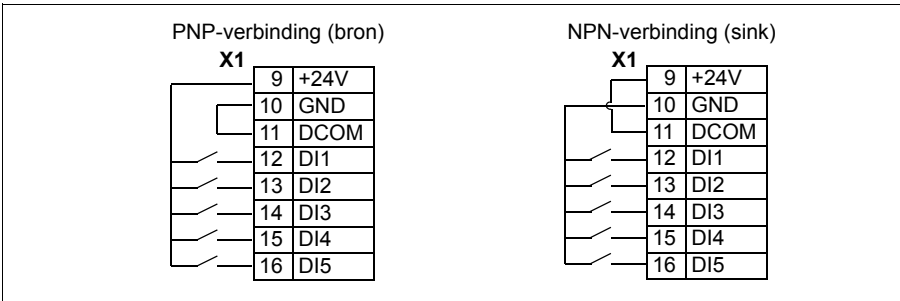 PNP-verbinding (bron)
X1
9 +24V
10 GND
11 DCOM
12 DI1
13 DI2
14 DI3
15 DI4
16 DI5
NPN-verbinding (sink)
X1
9 +24V
10 GND
11 DCOM
12 DI1
13 DI2
14 DI3
15 DI4
16 DI5